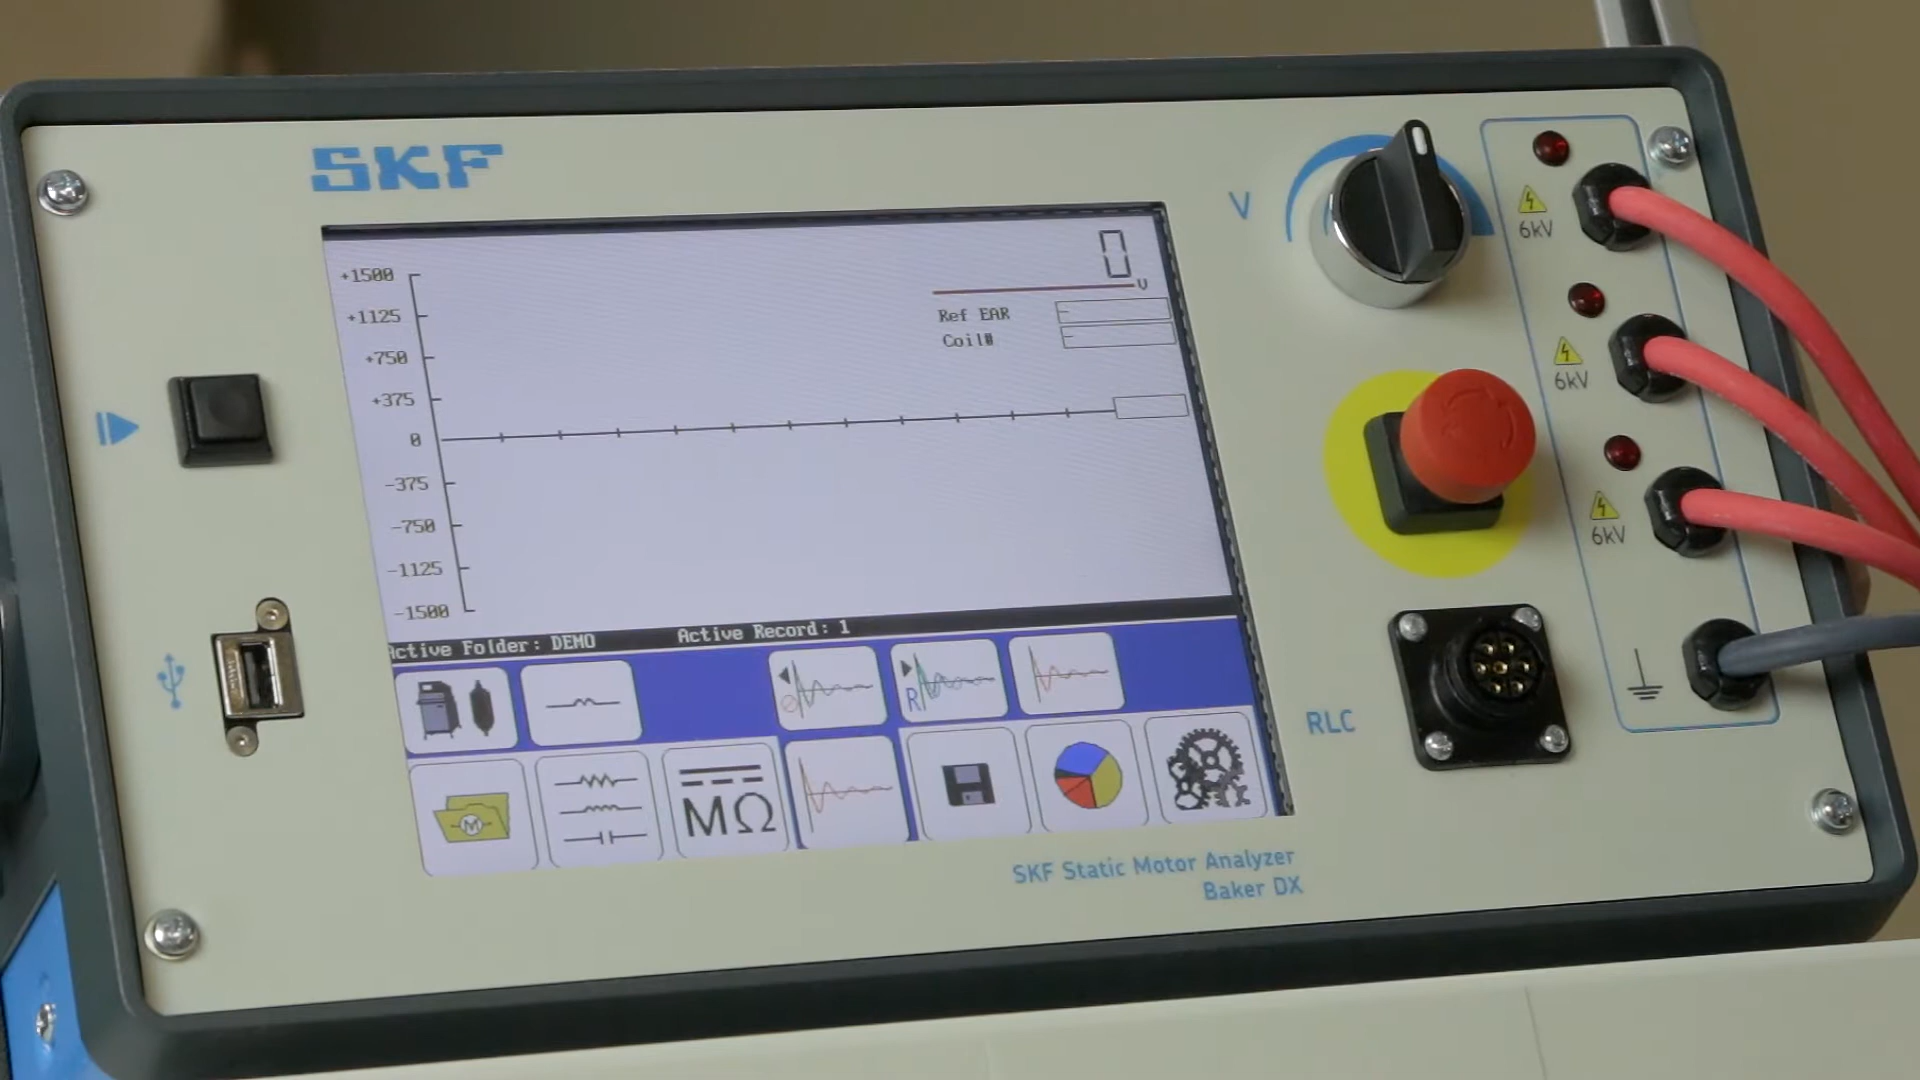 SKF
+1500
+1125
+750
+375
0
-375
-750
-1125
-1500
0
V
Ref EAR
Coil#
Active Folder: DEMO Active Record: 1
R
M
MΩ
SKF Static Motor Analyzer
Baker DX
V
6kV
6kV
6kV
RLC